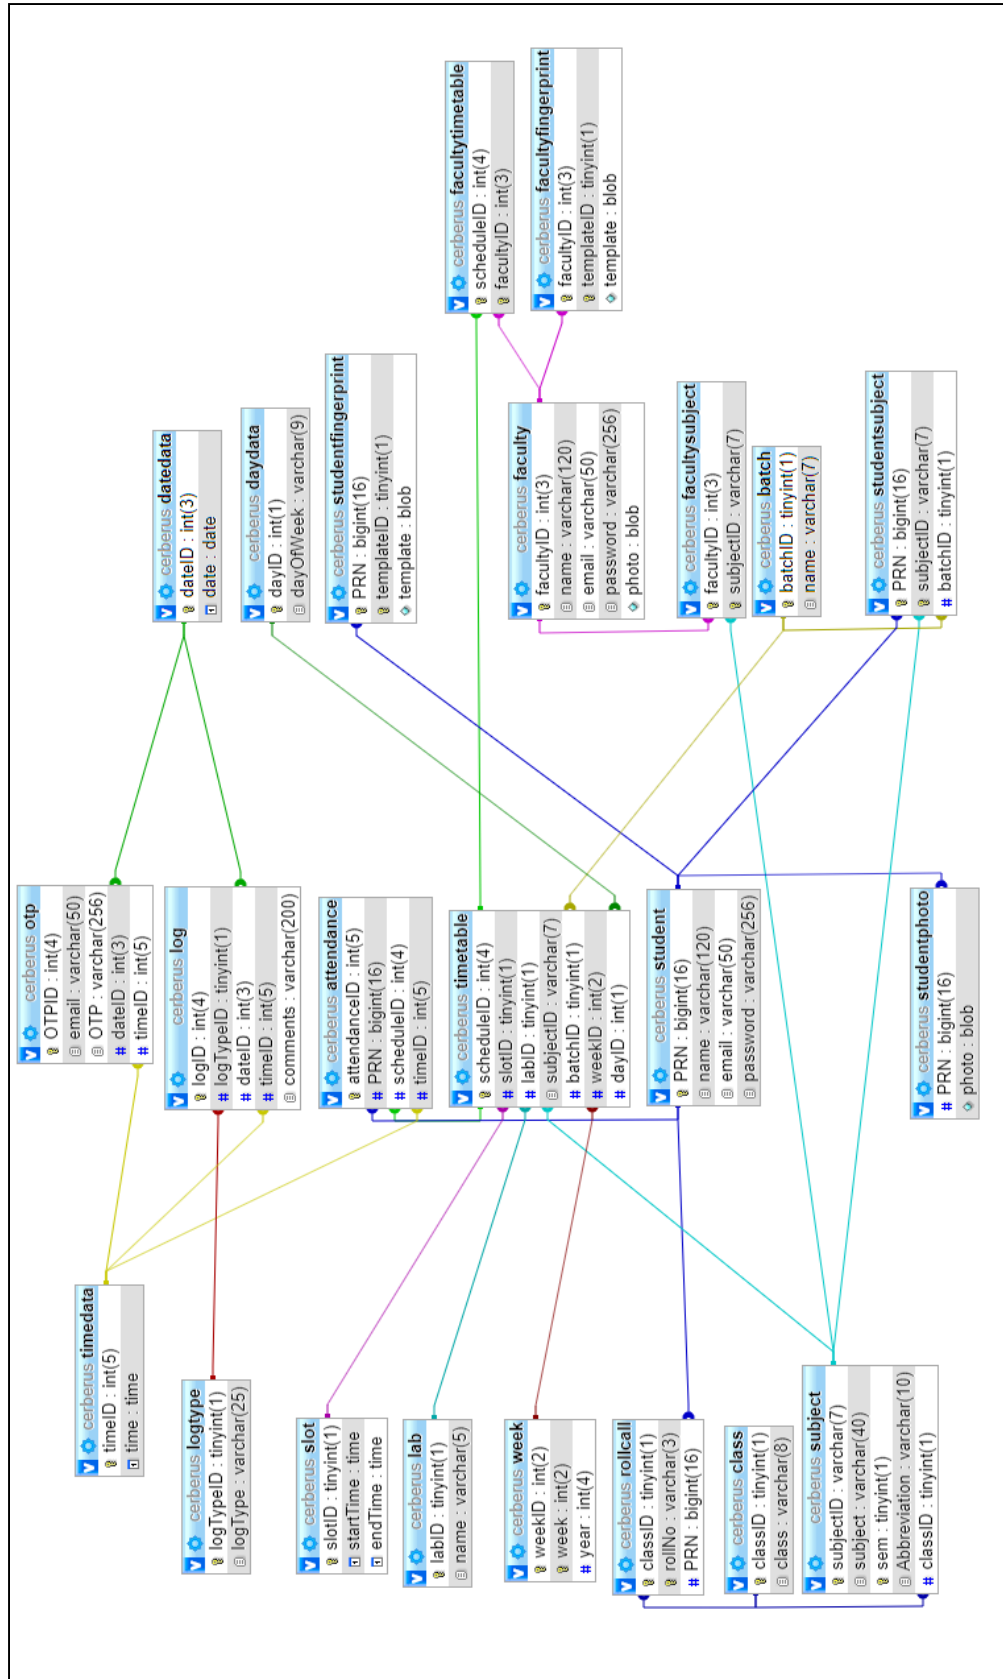 cerberus timedata
timeID : int(5)
time : time
cerberus logtype
logTypeID : tinyint(1)
logType : varchar(25)
cerberus slot
slotID : tinyint(1)
startTime : time
endTime : time
cerberus lab
labID : tinyint(1)
name : varchar(5)
cerberus week
weekID : int(2)
week : int(2)
# year : int(4)
cerberus rollcall
classID : tinyint(1)
rollNo : varchar(3)
# PRN : bigint(16)
cerberus class
classID : tinyint(1)
class : varchar(8)
cerberus subject
subjectID : varchar(7)
subject : varchar(40)
sem : tinyint(1)
Abbreviation : varchar(10)
# classID : tinyint(1)
cerberus otp
OTPID : int(4)
email : varchar(50)
OTP : varchar(256)
# dateID : int(3)
# timeID : int(5)
cerberus log
logID : int(4)
# logTypeID : tinyint(1)
# dateID : int(3)
# timeID : int(5)
comments : varchar(200)
cerberus attendance
attendanceID : int(5)
# PRN : bigint(16)
# scheduleID : int(4)
# timeID : int(5)
cerberus timetable
scheduleID : int(4)
# slotID : tinyint(1)
# labID : tinyint(1)
subjectID : varchar(7)
# batchID : tinyint(1)
# weekID : int(2)
# dayID : int(1)
cerberus student
PRN : bigint(16)
name : varchar(120)
email : varchar(50)
password : varchar(256)
cerberus studentphoto
# PRN : bigint(16)
photo : blob
cerberus datedata
dateID : int(3)
date : date
cerberus daydata
dayID : int(1)
dayOfWeek : varchar(9)
cerberus studentfingerprint
PRN : bigint(16)
templateID : tinyint(1)
template : blob
cerberus faculty
facultyID : int(3)
name : varchar(120)
email : varchar(50)
password : varchar(256)
photo : blob
cerberus facultysubject
facultyID : int(3)
subjectID : varchar(7)
cerberus batch
batchID : tinyint(1)
name : varchar(7)
cerberus studentsubject
PRN : bigint(16)
subjectID : varchar(7)
# batchID : tinyint(1)
cerberus facultytimetable
scheduleID : int(4)
facultyID : int(3)
cerberus facultyfingerprint
facultyID : int(3)
templateID : tinyint(1)
template : blob